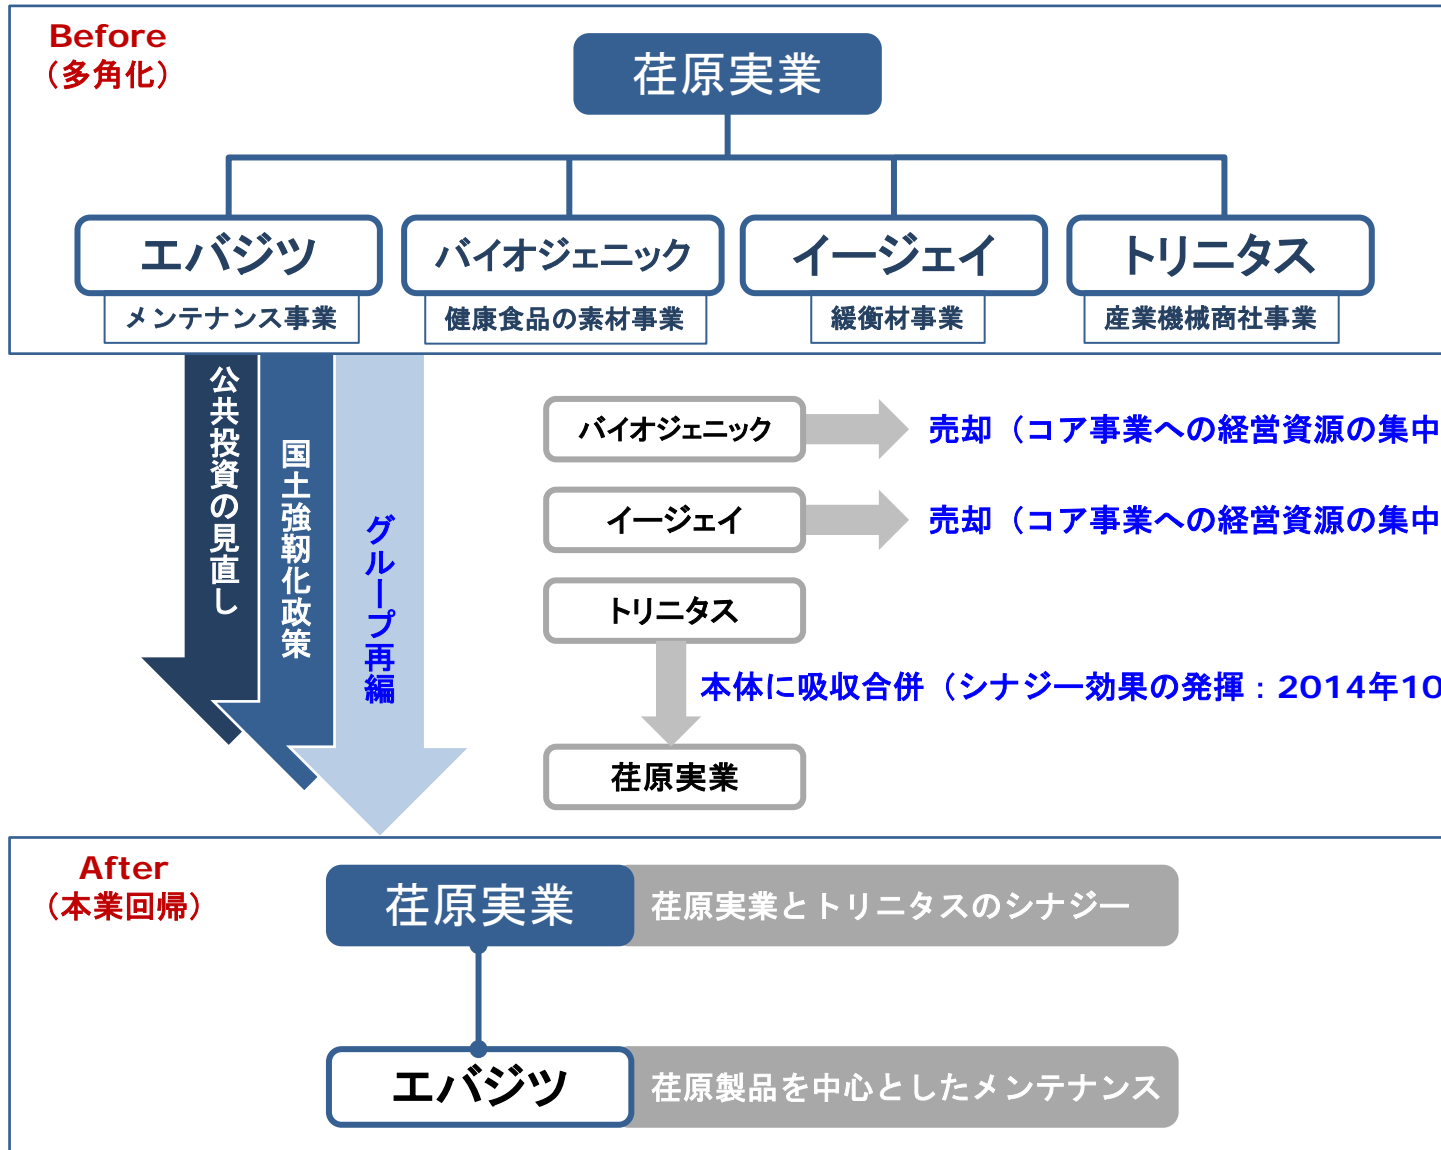 Before
（多角化）
荏原実業
エバジツ
バイオジェニック
イージェイ
トリニタス
メンテナンス事業
健康食品の素材事業
緩衝材事業
産業機械商社事業
公共投資の見直し
国土強靭化政策
グループ再編
バイオジェニック
売却（コア事業への経営資源の集中
イージェイ
売却（コア事業への経営資源の集中
トリニタス
本体に吸収合併（シナジー効果の発揮：2014年10
荏原実業
After
（本業回帰）
荏原実業
荏原実業とトリニタスのシナジー
エバジツ
荏原製品を中心としたメンテナンス